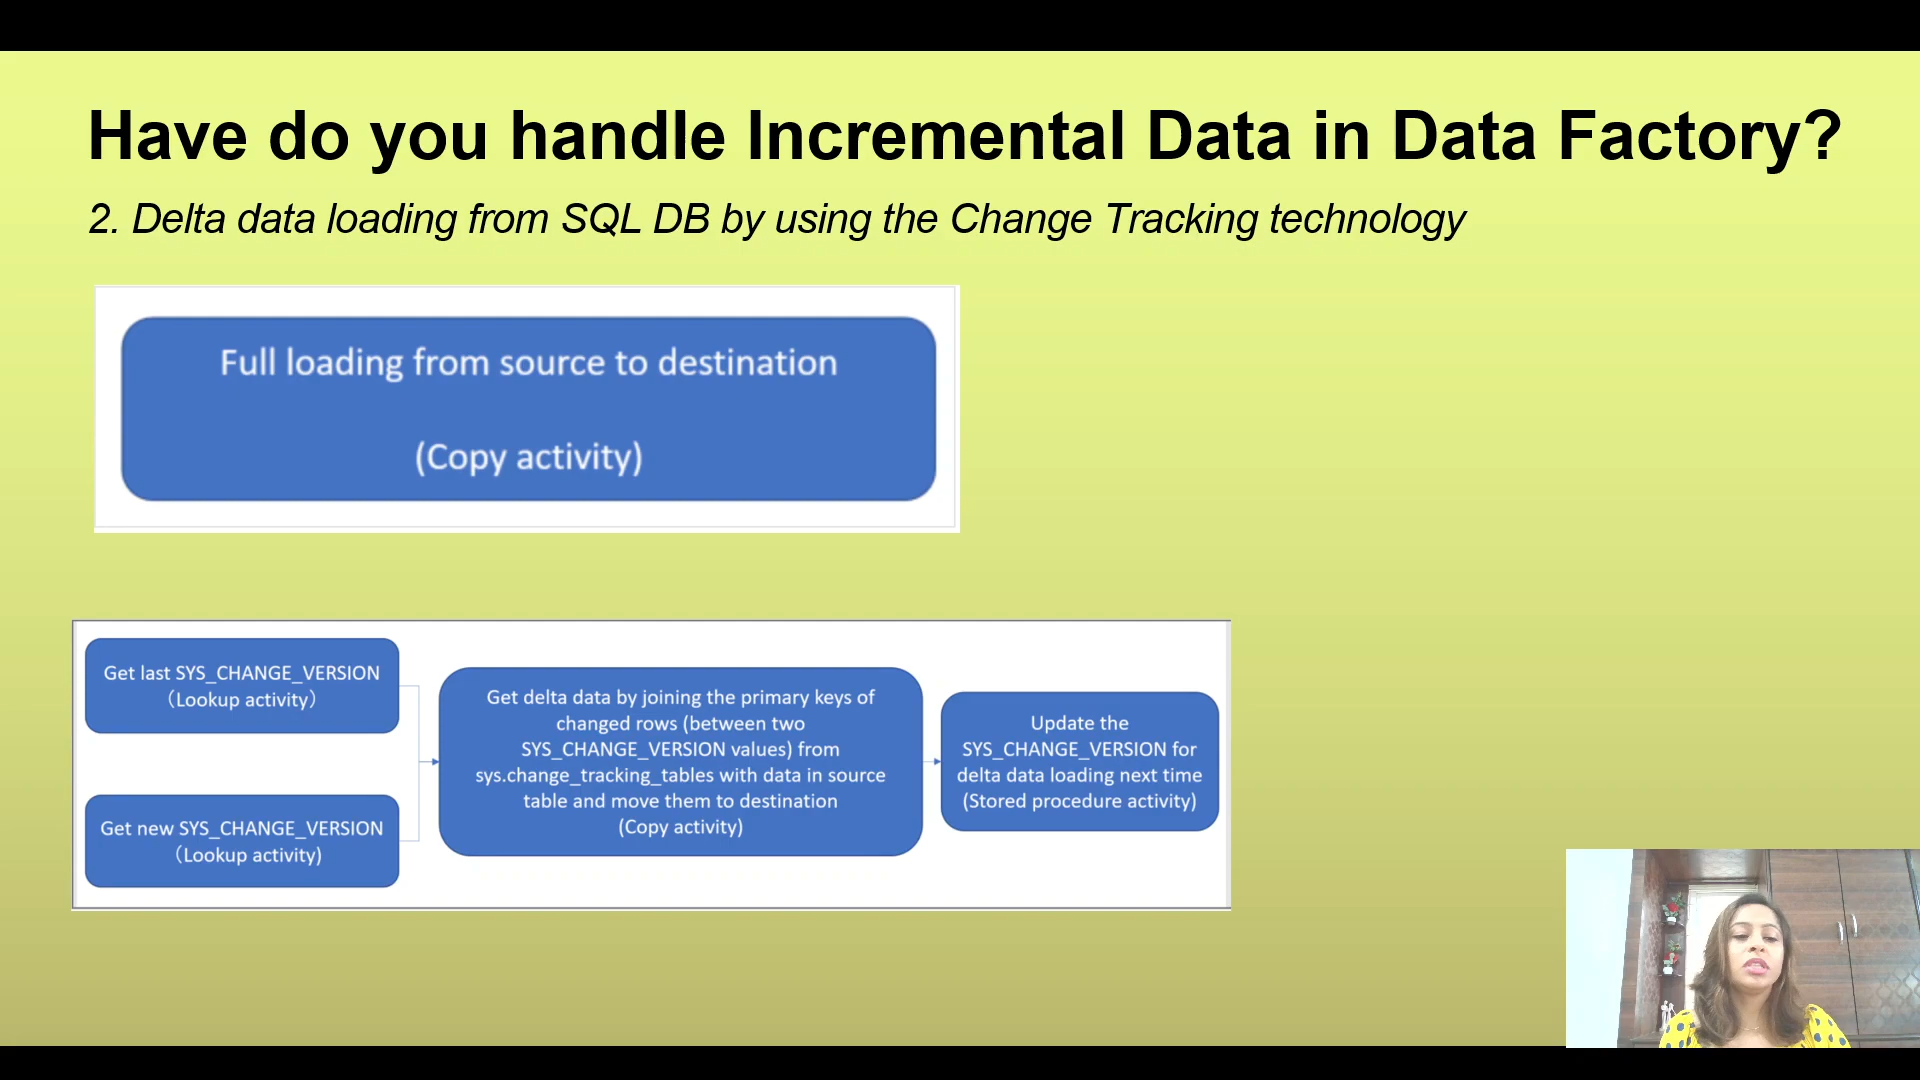 Have do you handle Incremental Data in Data Factory?
2. Delta data loading from SQL DB by using the Change Tracking technology
Full loading from source to destination
(Copy activity)
Get last SYS_CHANGE_VERSION
(Lookup activity)
Get new SYS_CHANGE_VERSION
(Lookup activity)
Get delta data by joining the primary keys of
changed rows (between two
SYS_CHANGE_VERSION values) from
sys.change_tracking_tables with data in source
table and move them to destination
(Copy activity)
Update the
SYS_CHANGE_VERSION for
delta data loading next time
(Stored procedure activity)